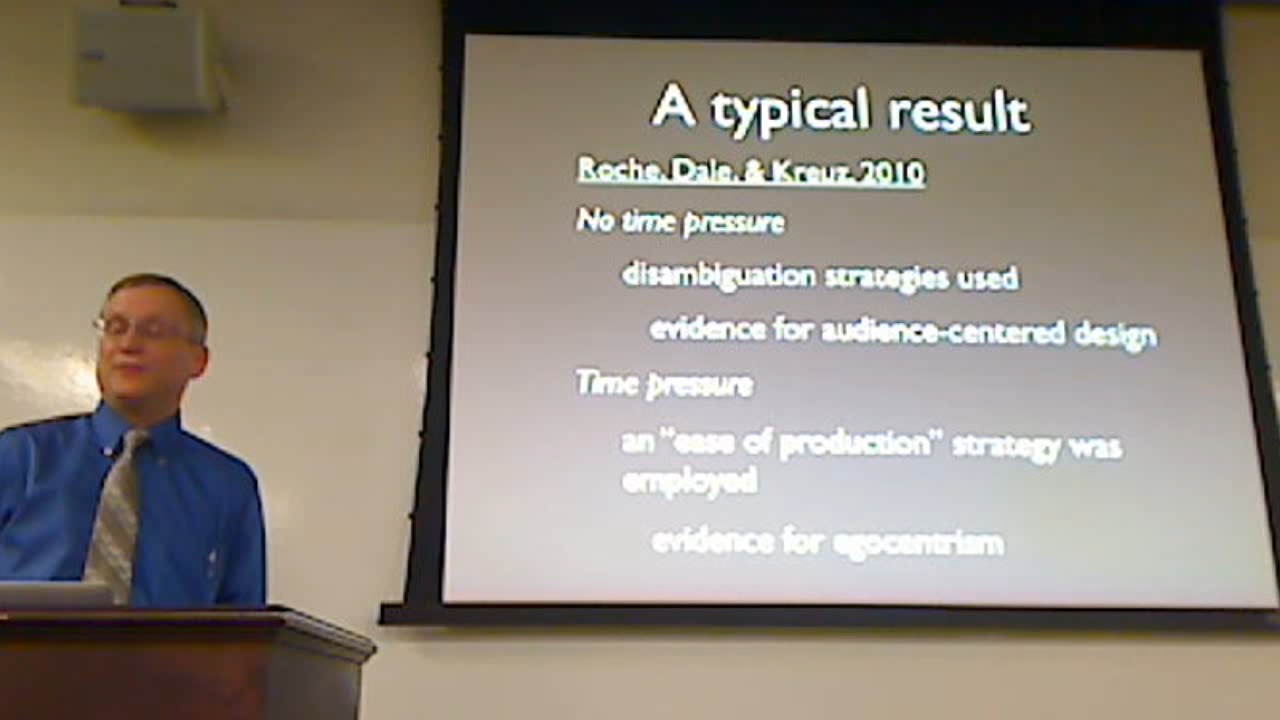 A typical result
Roche, Dale, & Kreuz, 2010
No time pressure
disambiguation strategies used
evidence for audience-centered design
Time pressure
an "ease of production" strategy was
employed
evidence for egocentrism